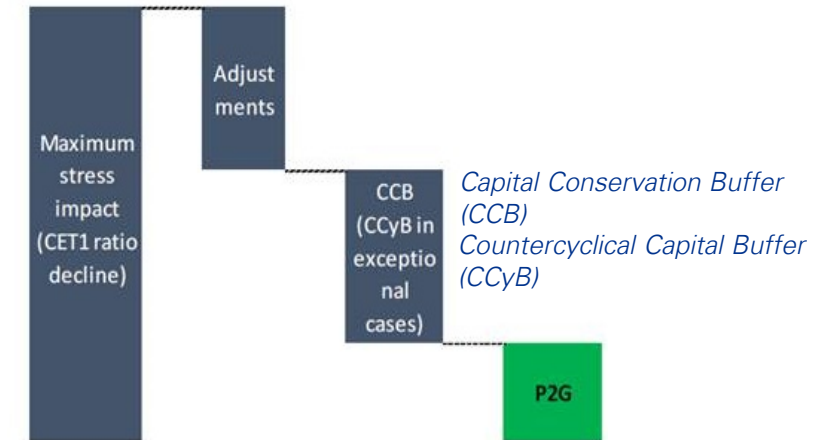 Maximum
stress
impact
(CET1 ratio
decline)
Adjust
ments
CCB
(CCyB in
exceptio
nal
cases)
Capital Conservation Buffer
(CCB)
Countercyclical Capital Buffer
(CCyB)
P2G